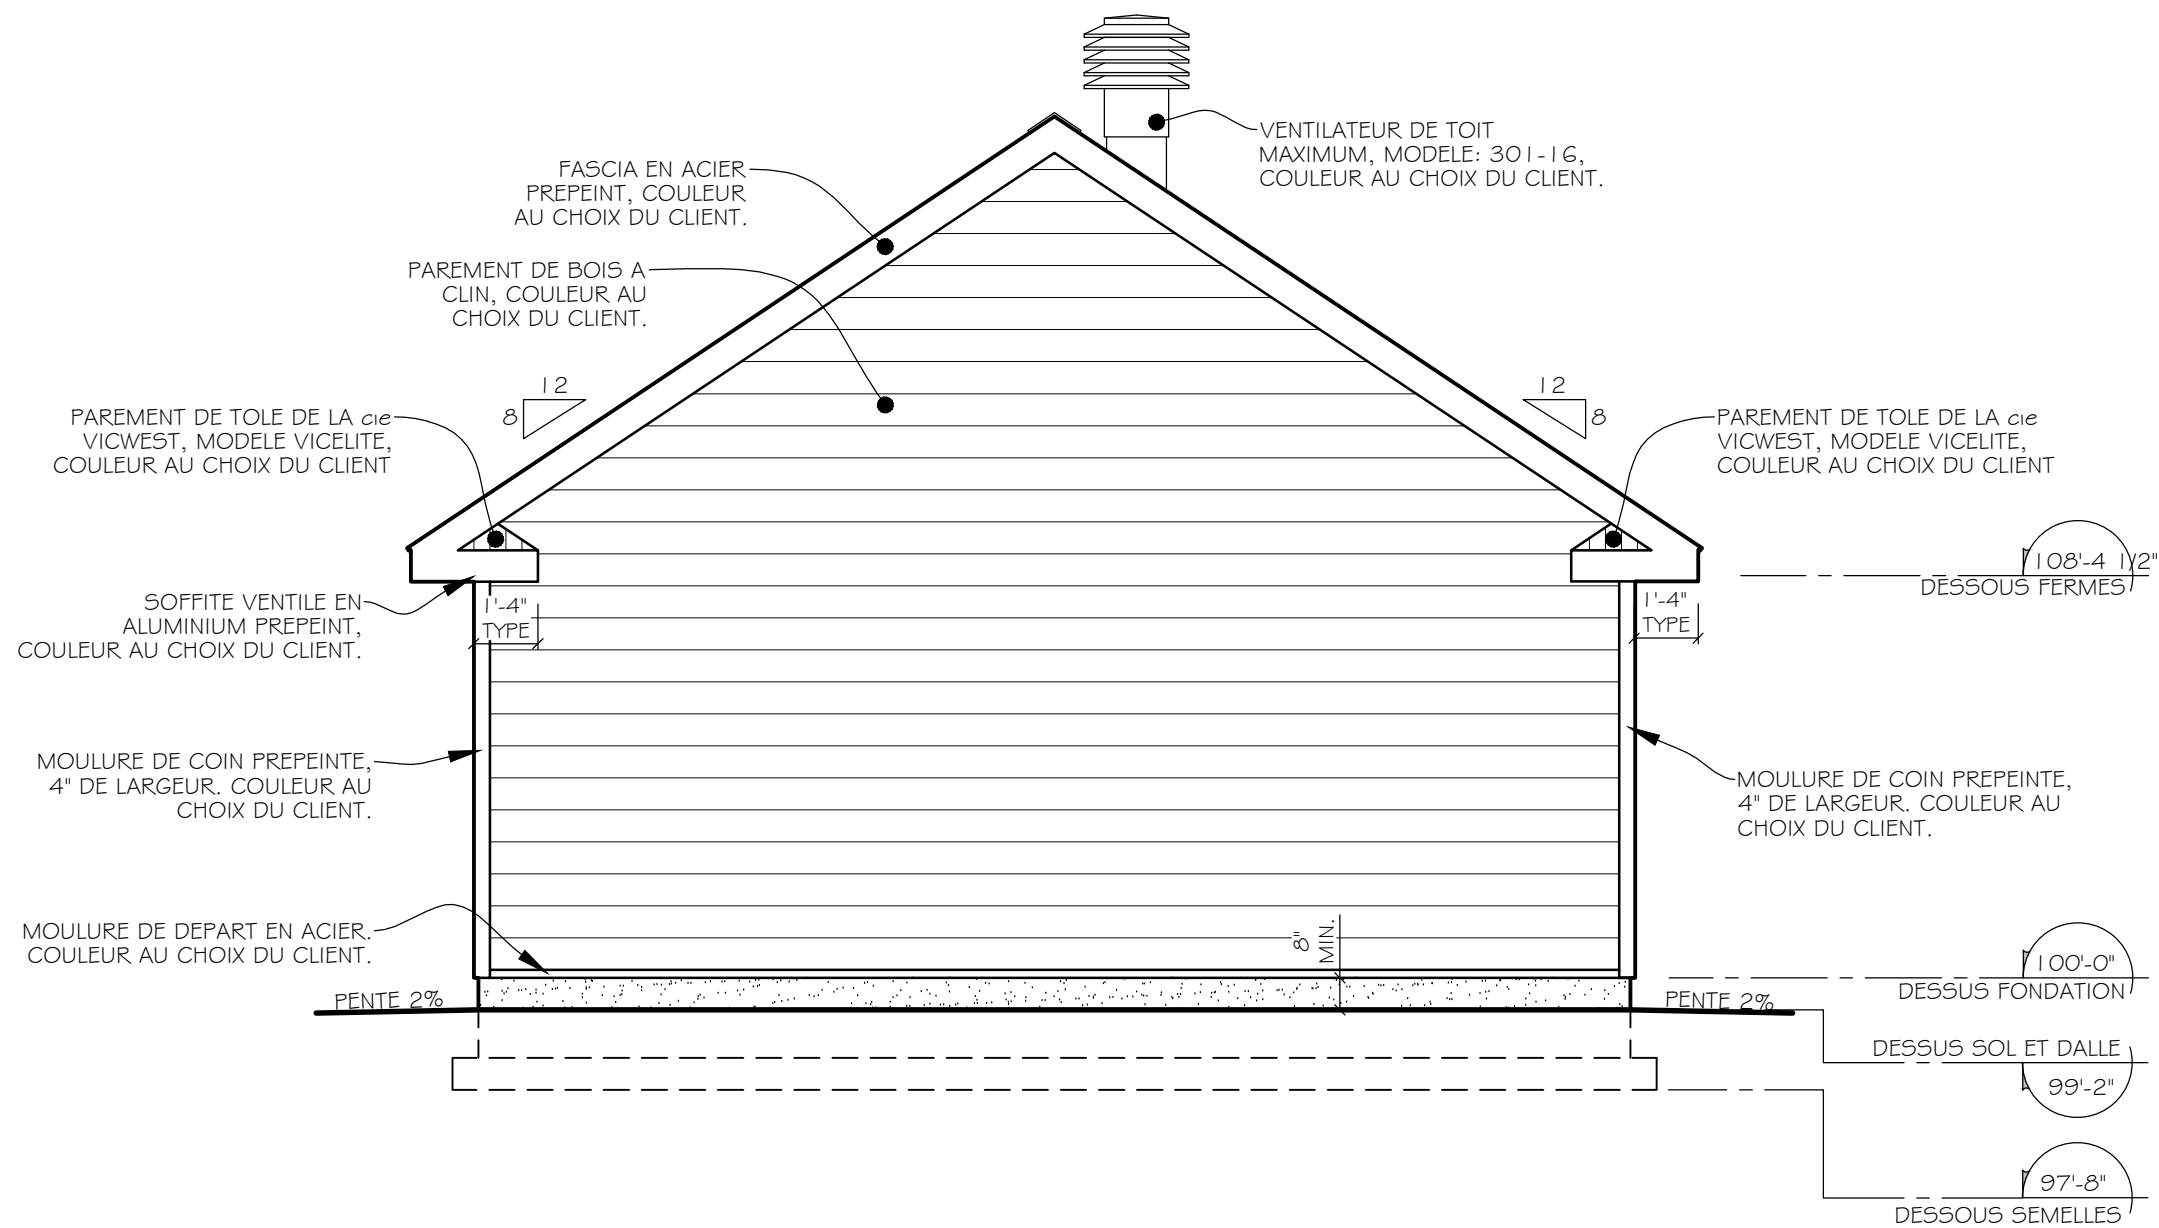 VENTILATEUR DE TOIT
MAXIMUM, MODELE: 301-16,
COULEUR AU CHOIX DU CLIENT.
FASCIA EN ACIER
PREPEINT, COULEUR
AU CHOIX DU CLIENT.
PAREMENT DE BOIS A
CLIN, COULEUR AU
CHOIX DU CLIENT.
12
8
12
8
PAREMENT DE TOLE DE LA cie
VICWEST, MODELE VICELITE,
COULEUR AU CHOIX DU CLIENT
PAREMENT DE TOLE DE LA cie
VICWEST, MODELE VICELITE,
COULEUR AU CHOIX DU CLIENT
108'-4 1/2"
DESSOUS FERMES
SOFFITE VENTILE EN
ALUMINIUM PREPEINT,
COULEUR AU CHOIX DU CLIENT.
1'-4"
TYPE
1'-4"
TYPE
MOULURE DE COIN PREPEINTE,
4" DE LARGEUR. COULEUR AU
CHOIX DU CLIENT.
MOULURE DE COIN PREPEINTE,
4" DE LARGEUR. COULEUR AU
CHOIX DU CLIENT.
MOULURE DE DEPART EN ACIER.
COULEUR AU CHOIX DU CLIENT.
8"
MIN.
100'-0"
DESSUS FONDATION
PENTE 2%
PENTE 2%
DESSUS SOL ET DALLE
99'-2"
97'-8"
DESSOUS SEMELLES